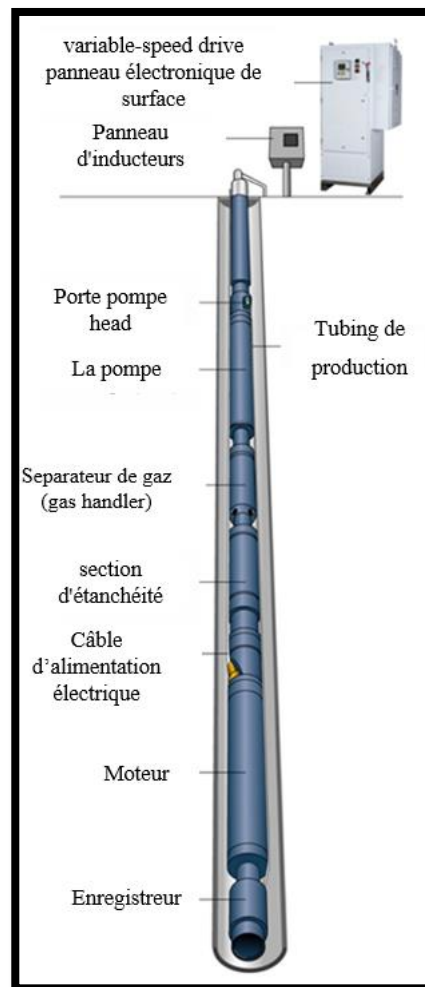 variable-speed drive
panneau électronique de
surface
Panneau
d'inducteurs
Porte pompe
head
Tubing de
production
La pompe
Separateur de gaz
(gas handler)
section
d'étanchéité
Câble
d’alimentation
électrique
Moteur
Enregistreur